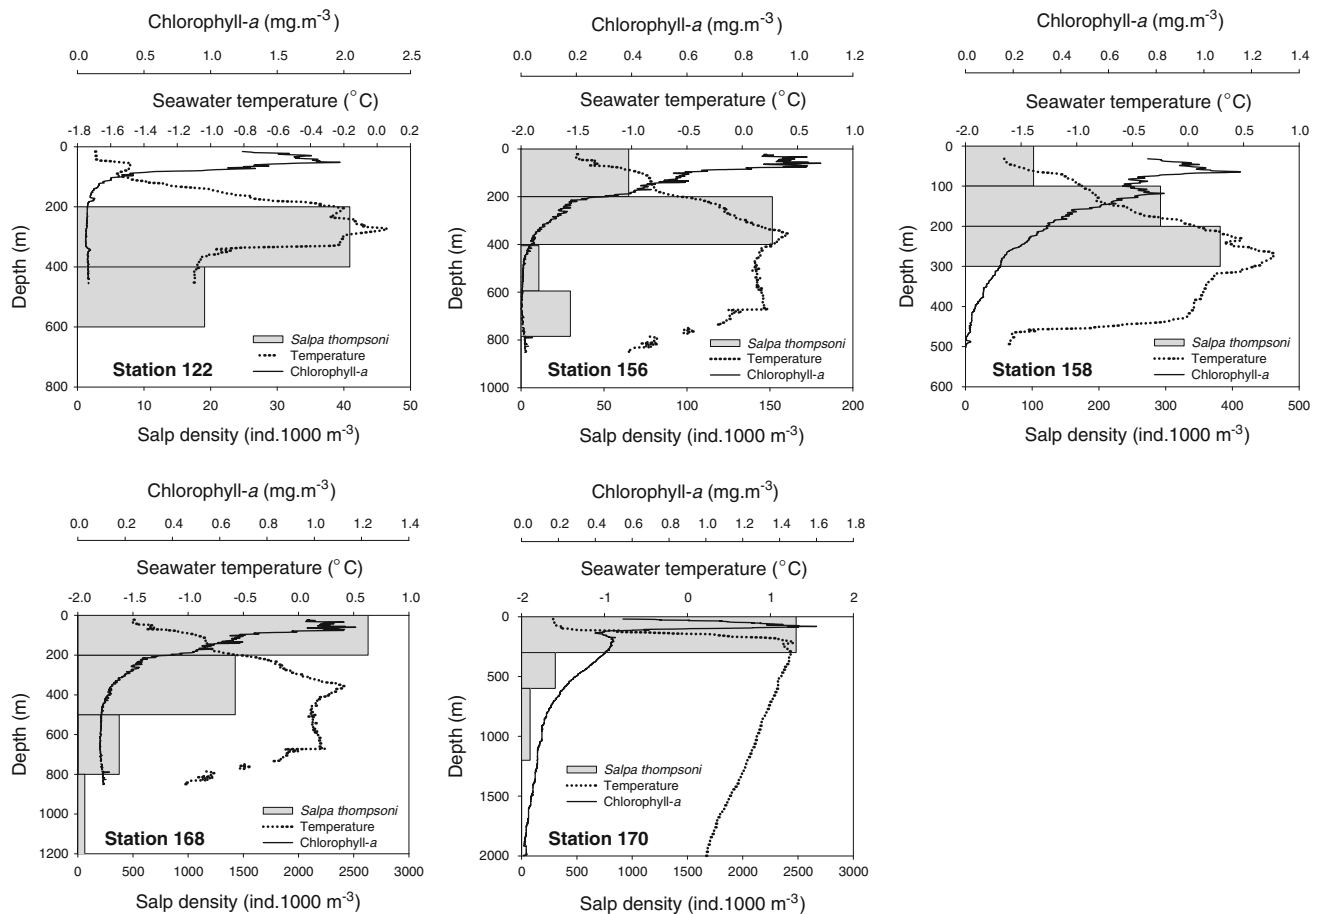 Chlorophyll-a (mg.m-3)
0.0 0.5 1.0 1.5 2.0 2.5
Seawater temperature (°C)
-1.8 -1.6 -1.4 -1.2 -1.0 -0.8 -0.6 -0.4 -0.2 0.0 0.2
0
200
400
600
800
Depth (m)
Salpa thompsoni
Temperature
Chlorophyll-a
Station 122
0 10 20 30 40 50
Salp density (ind.1000 m-3)
Chlorophyll-a (mg.m-3)
0.0 0.2 0.4 0.6 0.8 1.0 1.2
Seawater temperature (°C)
-2.0 -1.5 -1.0 -0.5 0.0 0.5 1.0
0
200
400
600
800
1000
Depth (m)
Salpa thompsoni
Temperature
Chlorophyll-a
Station 156
0 50 100 150 200
Salp density (ind.1000 m-3)
Chlorophyll-a (mg.m-3)
0.0 0.2 0.4 0.6 0.8 1.0 1.2 1.4
Seawater temperature (°C)
-2.0 -1.5 -1.0 -0.5 0.0 0.5 1.0
0
100
200
300
400
500
600
Depth (m)
Salpa thompsoni
Temperature
Chlorophyll-a
Station 158
0 100 200 300 400 500
Salp density (ind.1000 m-3)
Chlorophyll-a (mg.m-3)
0.0 0.2 0.4 0.6 0.8 1.0 1.2 1.4
Seawater temperature (°C)
-2.0 -1.5 -1.0 -0.5 0.0 0.5 1.0
0
200
400
600
800
1000
1200
Depth (m)
Salpa thompsoni
Temperature
Chlorophyll-a
Station 168
0 500 1000 1500 2000 2500 3000
Salp density (ind.1000 m-3)
Chlorophyll-a (mg.m-3)
0.0 0.2 0.4 0.6 0.8 1.0 1.2 1.4 1.6 1.8
Seawater temperature (°C)
-2 -1 0 1 2
0
500
1000
1500
2000
Depth (m)
Salpa thompsoni
Temperature
Chlorophyll-a
Station 170
0 500 1000 1500 2000 2500 3000
Salp density (ind.1000 m-3)